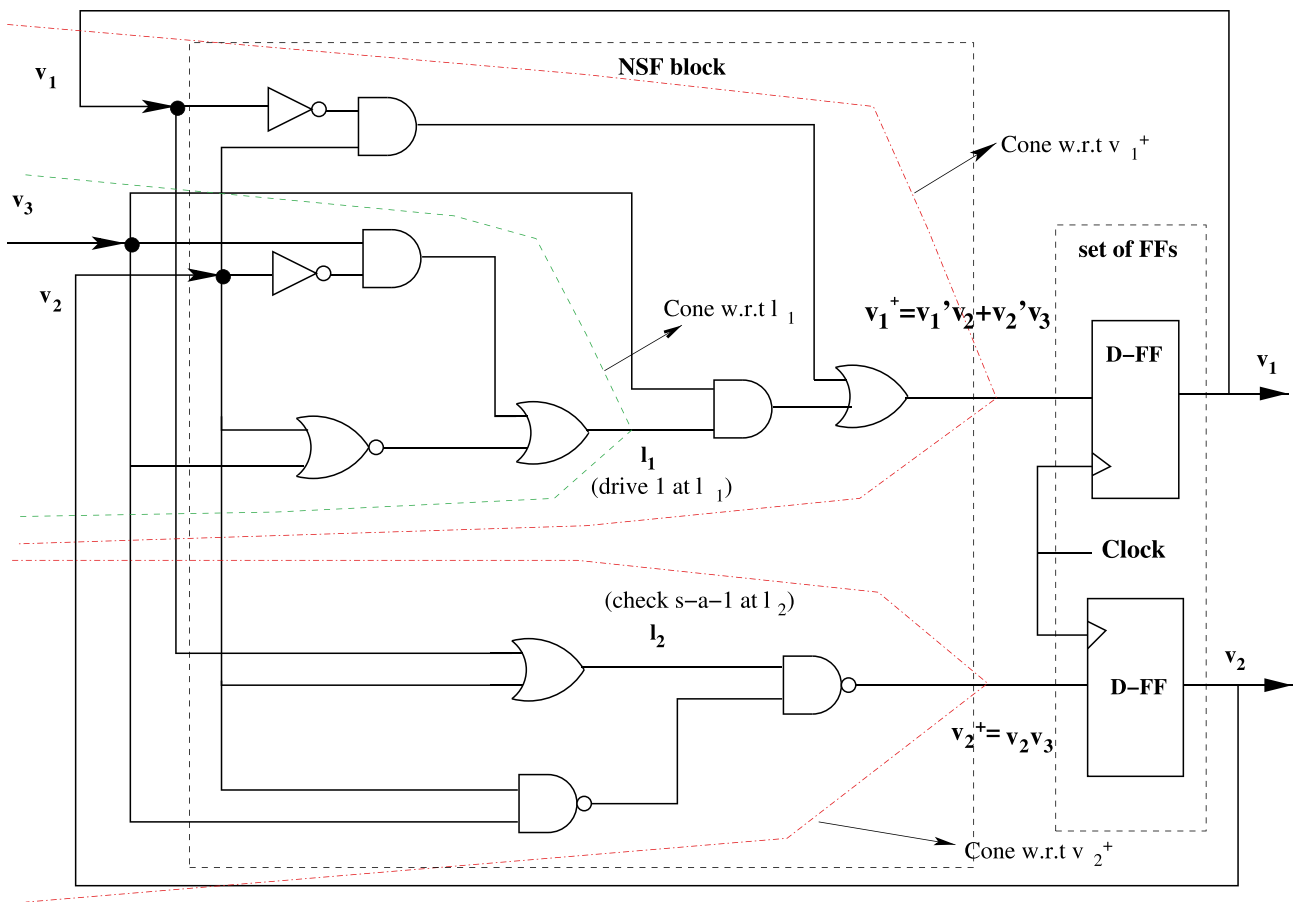 NSF block
v1
Cone w.r.t v1+
v3
set of FFs
v2
Cone w.r.t l1
v1+=v1’v2+v2’v3
D–FF
v1
l1
(drive 1 at l1)
Clock
(check s–a–1 at l2)
l2
v2
D–FF
v2+= v2v3
Cone w.r.t v2+